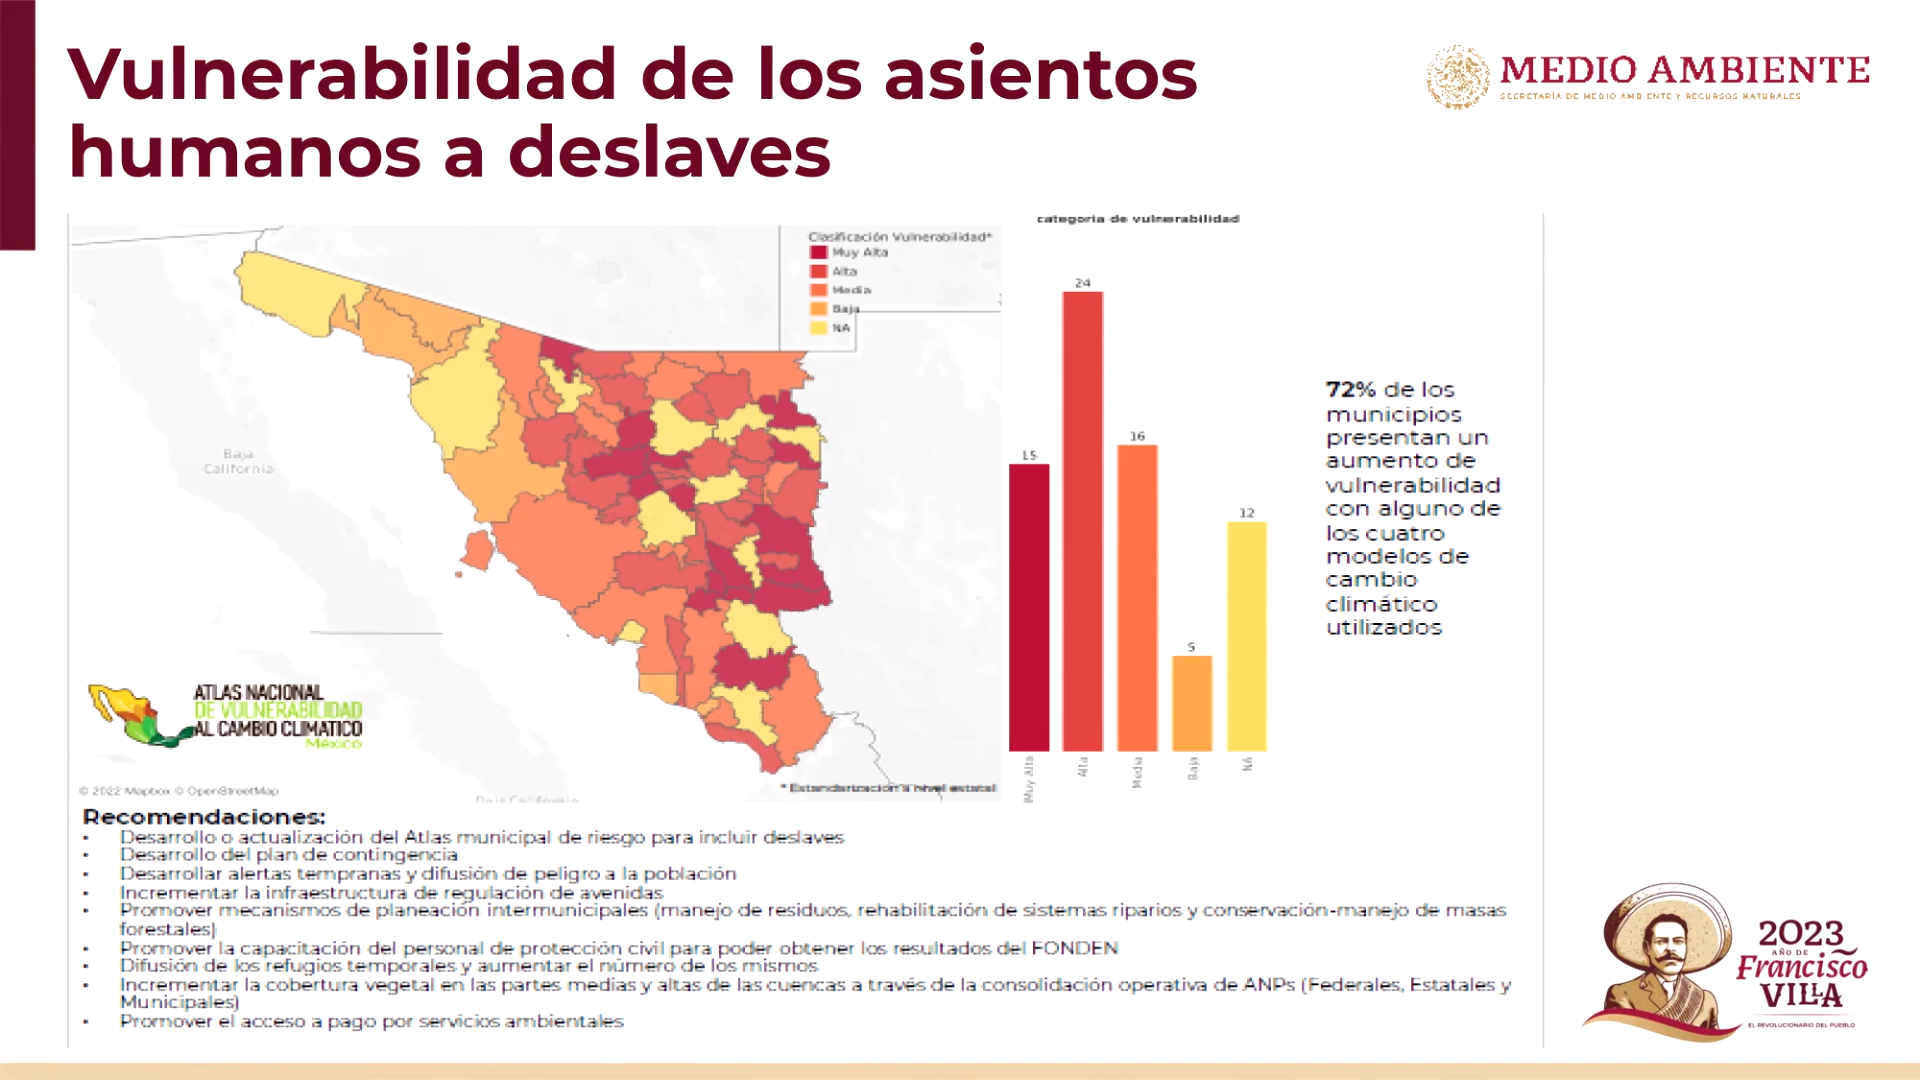 Vulnerabilidad de los asientos
humanos a deslaves
MEDIO AMBIENTE
SECRETARÍA DE MEDIO AMBIENTE Y RECURSOS NATURALES
categoría de vulnerabilidad
Clasificación Vulnerabilidad*
Muy Alta
Alta
Media
Baja
NA
24
16
15
12
5
Muy Alta
Alta
Media
Baja
NA
Baja
California
72% de los
municipios
presentan un
aumento de
vulnerabilidad
con alguno de
los cuatro
modelos de
cambio
climático
utilizados
ATLAS NACIONAL
DE VULNERABILIDAD
AL CAMBIO CLIMÁTICO
México
© 2022 Mapbox © OpenStreetMap
* Estandarización a nivel estatal
Baja California
Recomendaciones:
• Desarrollo o actualización del Atlas municipal de riesgo para incluir deslaves
• Desarrollo del plan de contingencia
• Desarrollar alertas tempranas y difusión de peligro a la población
• Incrementar la infraestructura de regulación de avenidas
• Promover mecanismos de planeación intermunicipales (manejo de residuos, rehabilitación de sistemas riparios y conservación-manejo de masas
forestales)
• Promover la capacitación del personal de protección civil para poder obtener los resultados del FONDEN
• Difusión de los refugios temporales y aumentar el número de los mismos
• Incrementar la cobertura vegetal en las partes medias y altas de las cuencas a través de la consolidación operativa de ANPs (Federales, Estatales y
Municipales)
• Promover el acceso a pago por servicios ambientales
2023
AÑO DE
Francisco
VILLA
EL REVOLUCIONARIO DEL PUEBLO